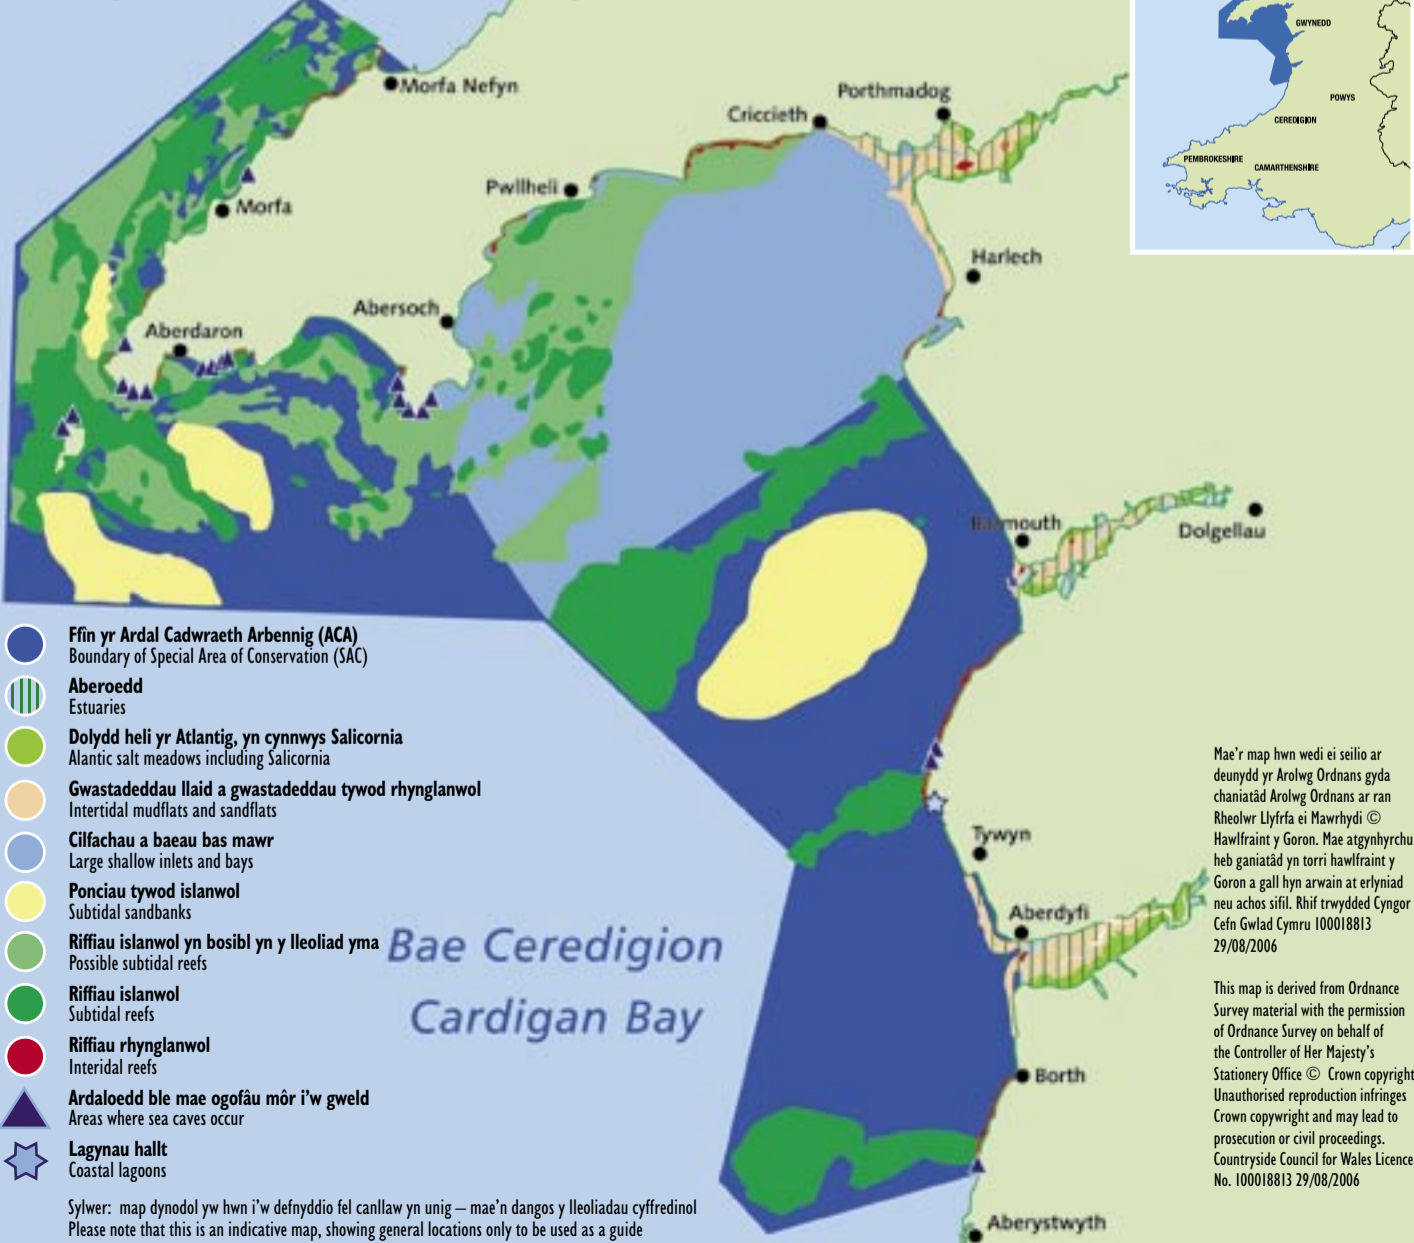 GWYNEDD
POWYS
CEREDIGION
PEMBROKESHIRE
CAMARTHENSHIRE
Morfa Nefyn
Porthmadog
Criccieth
Pwllheli
Morfa
Harlech
Abersoch
Aberdaron
Barmouth
Dolgellau
Tywyn
Aberdyfi
Borth
Aberystwyth
Bae Ceredigion
Cardigan Bay
Ffîn yr Ardal Cadwraeth Arbennig (ACA)
Boundary of Special Area of Conservation (SAC)
Aberoedd
Estuaries
Dolydd heli yr Atlantig, yn cynnwys Salicornia
Alantic salt meadows including Salicornia
Gwastadeddau llaid a gwastadeddau tywod rhynglanwol
Intertidal mudflats and sandflats
Cilfachau a baeau bas mawr
Large shallow inlets and bays
Ponciau tywod islanwol
Subtidal sandbanks
Riffiau islanwol yn bosibl yn y lleoliad yma
Possible subtidal reefs
Riffiau islanwol
Subtidal reefs
Riffiau rhynglanwol
Interidal reefs
Ardaloedd ble mae ogofâu môr i'w gweld
Areas where sea caves occur
Lagynau hallt
Coastal lagoons
Sylwer: map dynodol yw hwn i'w defnyddio fel canllaw yn unig – mae'n dangos y lleoliadau cyffredinol
Please note that this is an indicative map, showing general locations only to be used as a guide
Mae'r map hwn wedi ei seilio ar
deunydd yr Arolwg Ordnans gyda
chaniatâd Arolwg Ordnans ar ran
Rheolwr Llyfrfa ei Mawrhydi ©
Hawlfraint y Goron. Mae atgynhyrchu
heb ganiatâd yn torri hawlfraint y
Goron a gall hyn arwain at erlyniad
neu achos sifil. Rhif trwydded Cyngor
Cefn Gwlad Cymru 100018813
29/08/2006
This map is derived from Ordnance
Survey material with the permission
of Ordnance Survey on behalf of
the Controller of Her Majesty's
Stationery Office © Crown copyright
Unauthorised reproduction infringes
Crown copywright and may lead to
prosecution or civil proceedings.
Countryside Council for Wales Licence
No. 100018813 29/08/2006